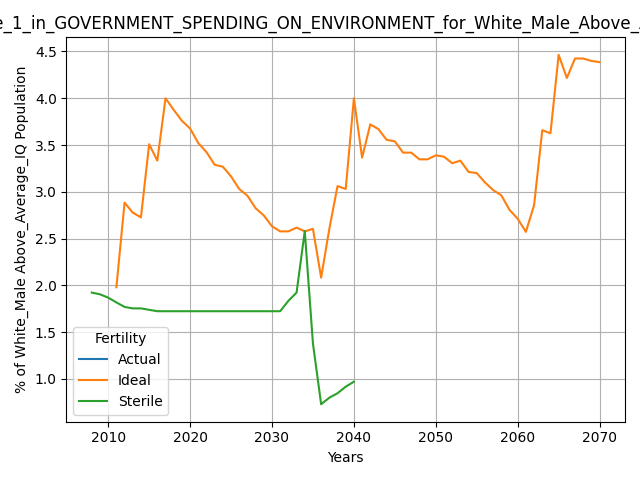 e_1_in_GOVERNMENT_SPENDING_ON_ENVIRONMENT_for_White_Male_Above_
% of White_Male Above_Average_IQ Population
4.5
4.0
3.5
3.0
2.5
2.0
1.5
1.0
Fertility
Actual
Ideal
Sterile
2010
2020
2030
2040
2050
2060
2070
Years